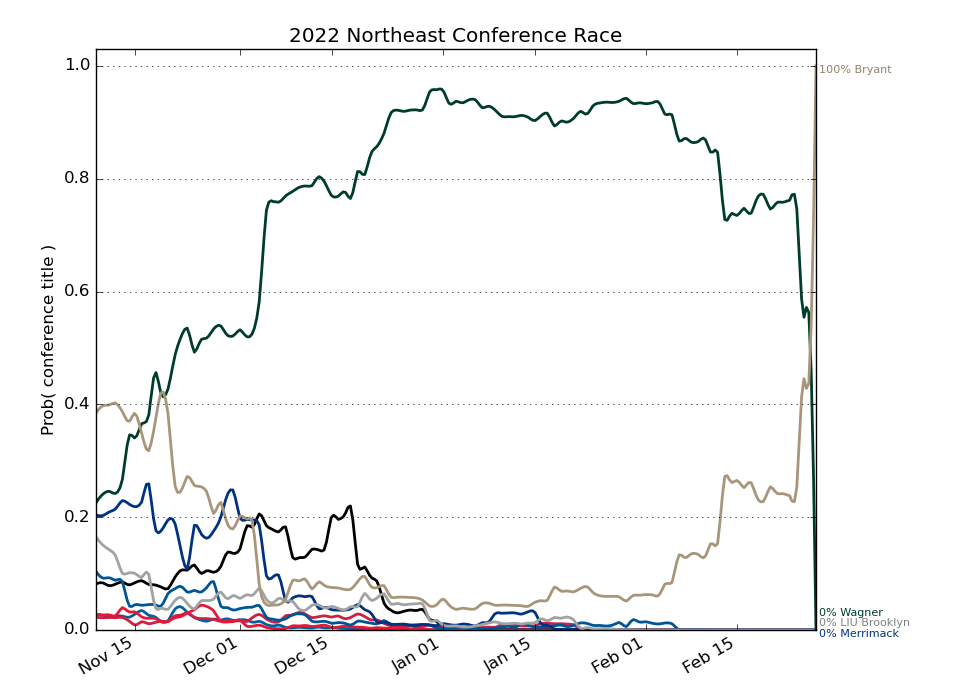 2022 Northeast Conference Race
Prob( conference title )
1.0
0.8
0.6
0.4
0.2
0.0
Nov 15
Dec 01
Dec 15
Jan 01
Jan 15
Feb 01
Feb 15
100% Bryant
0% Wagner
0% LIU Brooklyn
0% Merrimack